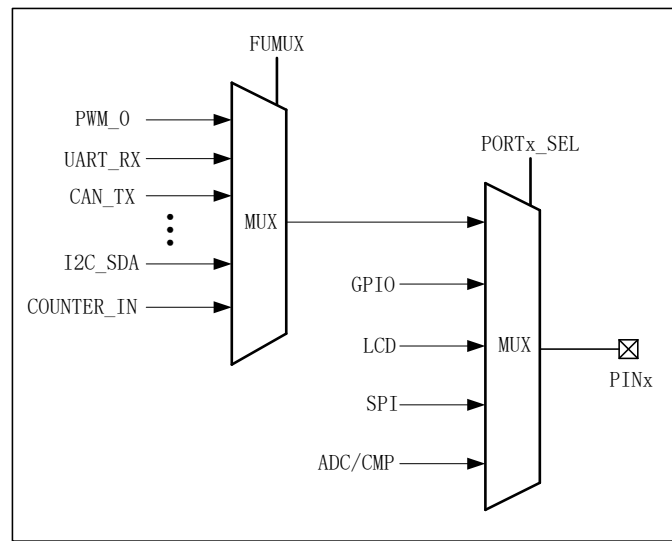 FUMUX
PWM_O
UART_RX
CAN_TX
I2C_SDA
COUNTER_IN
MUX
PORTx_SEL
GPIO
LCD
SPI
ADC/CMP
MUX
PINx